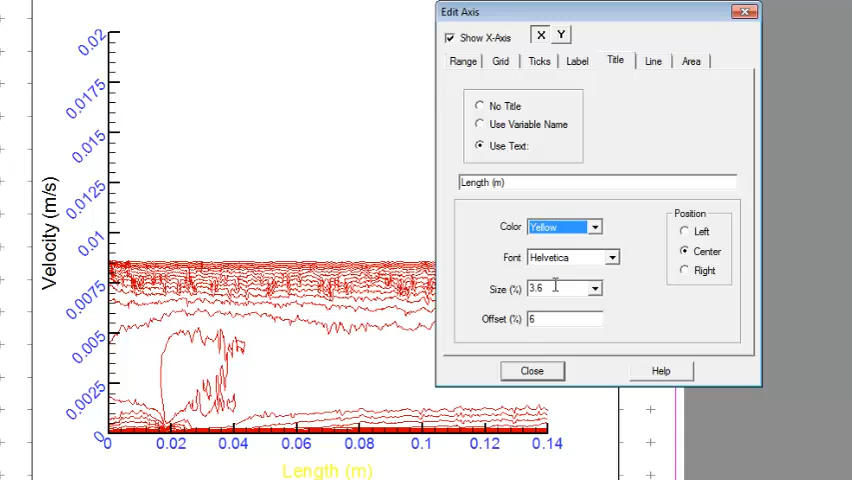 Edit Axis
Show X-Axis
X
Y
Range
Grid
Ticks
Label
Title
Line
Area
No Title
Use Variable Name
Use Text:
Length (m)
Color
Yellow
Font
Helvetica
Size (%)
3.6
Offset (%)
6
Position
Left
Center
Right
Close
Help
0.02
0.0175
0.015
0.0125
0.01
0.0075
0.005
0.0025
0
Velocity (m/s)
0
0.02
0.04
0.06
0.08
0.1
0.12
0.14
Length (m)